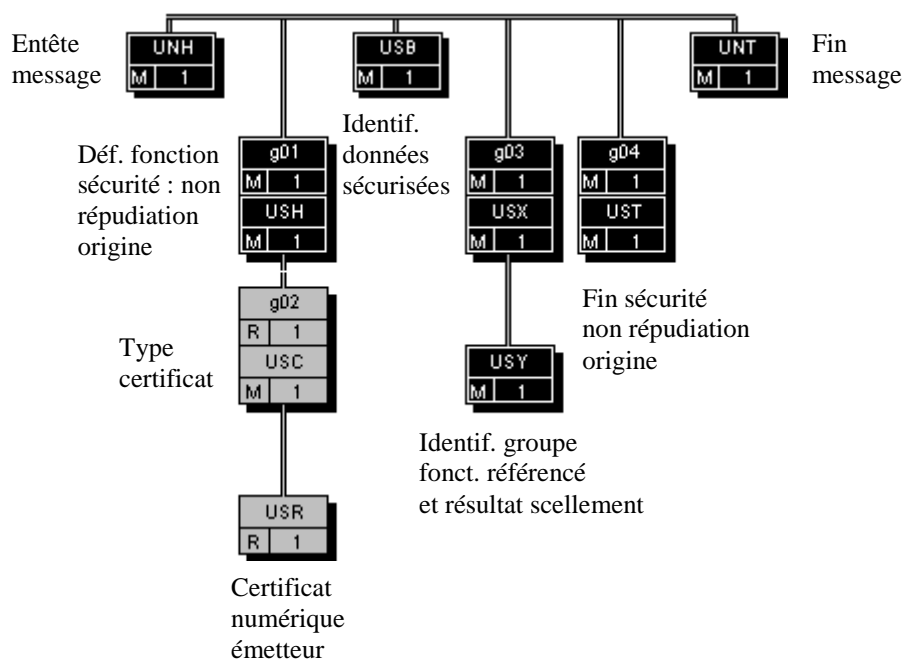 Entête
message
UNH
M 1
USB
M 1
UNT
M 1
Fin
message
Identif.
données
sécurisées
Déf. fonction
sécurité : non
répudiation
origine
g01
M 1
USH
M 1
g03
M 1
USX
M 1
g04
M 1
UST
M 1
g02
R 1
USC
M 1
Type
certificat
Fin sécurité
non répudiation
origine
USY
M 1
Identif. groupe
fonct. référencé
et résultat scellement
USR
R 1
Certificat
numérique
émetteur